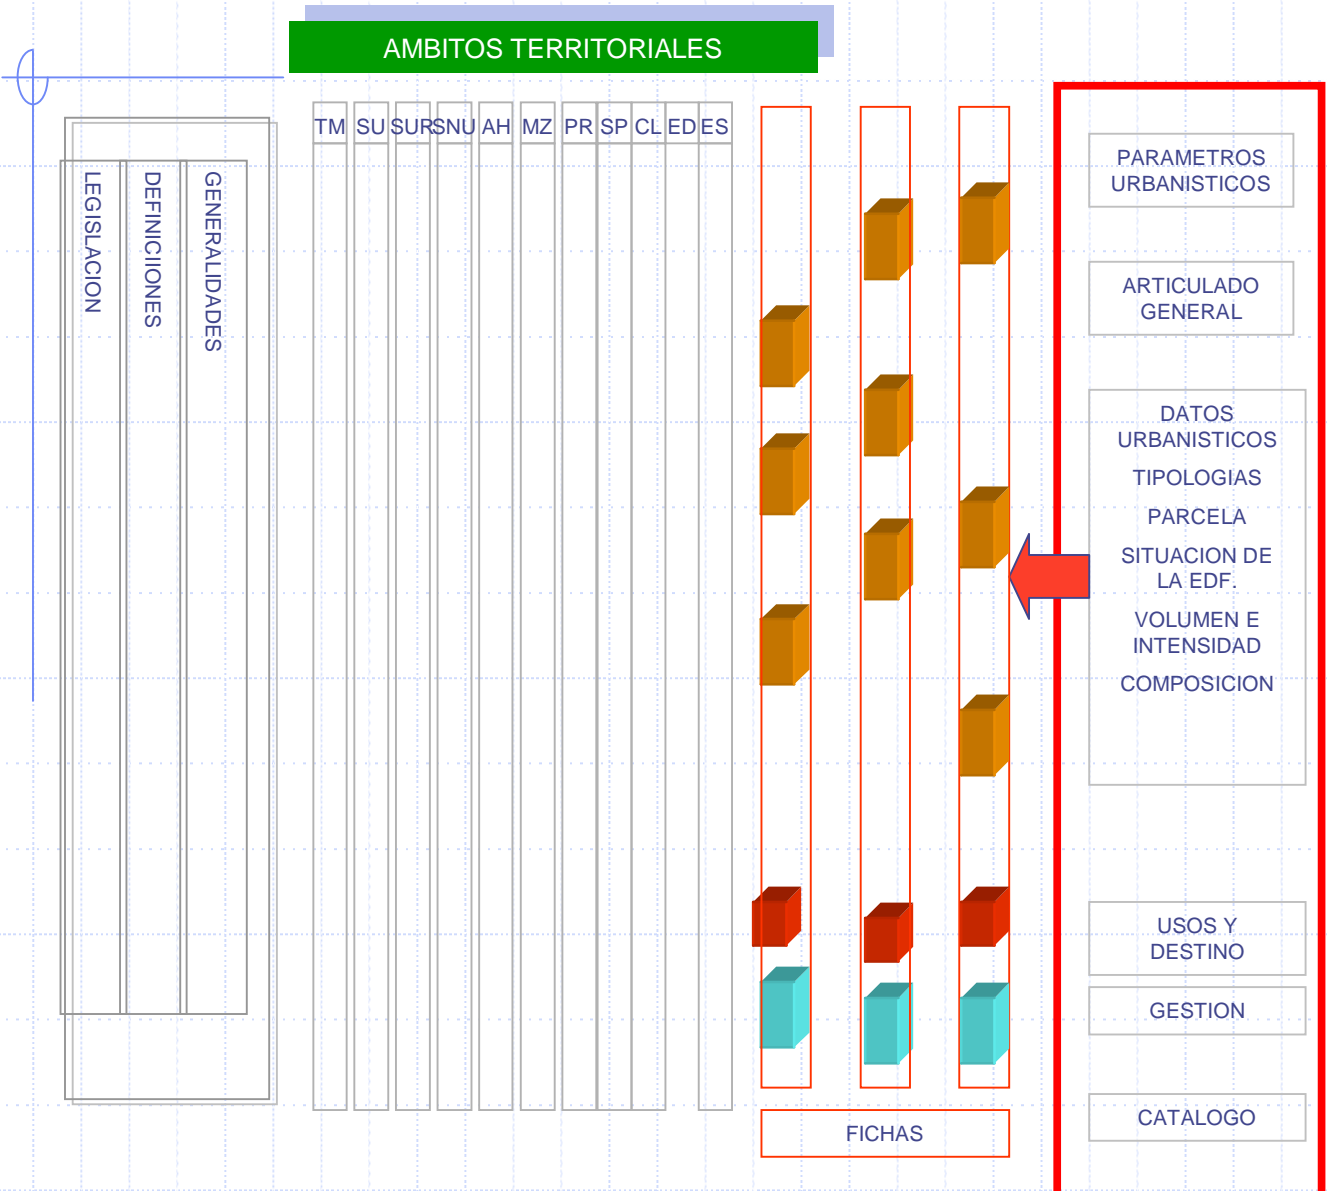 AMBITOS TERRITORIALES
TM SU SUR SNU AH MZ PR SP CL ED ES
LEGISLACION
DEFINICIIONES
GENERALIDADES
PARAMETROS
URBANISTICOS
ARTICULADO
GENERAL
DATOS
URBANISTICOS
TIPOLOGIAS
PARCELA
SITUACION DE
LA EDF.
VOLUMEN E
INTENSIDAD
COMPOSICION
USOS Y
DESTINO
GESTION
CATALOGO
FICHAS